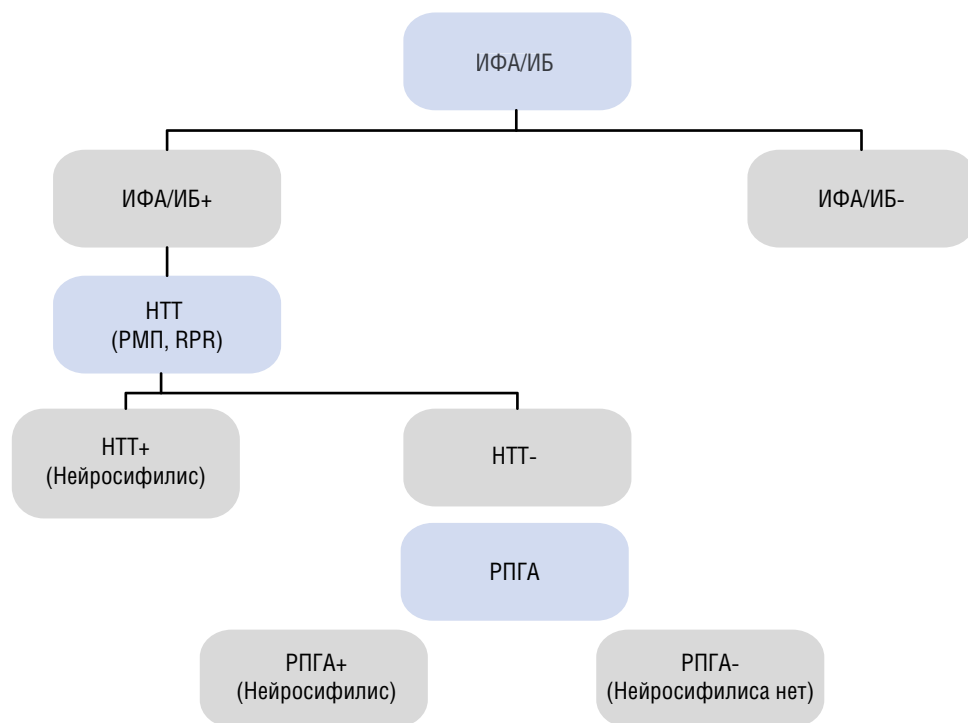 ИФА/ИБ
ИФА/ИБ+
ИФА/ИБ-
НТТ
(РМП, RPR)
НТТ+
(Нейросифилис)
НТТ-
РПГА
РПГА+
(Нейросифилис)
РПГА-
(Нейросифилиса нет)